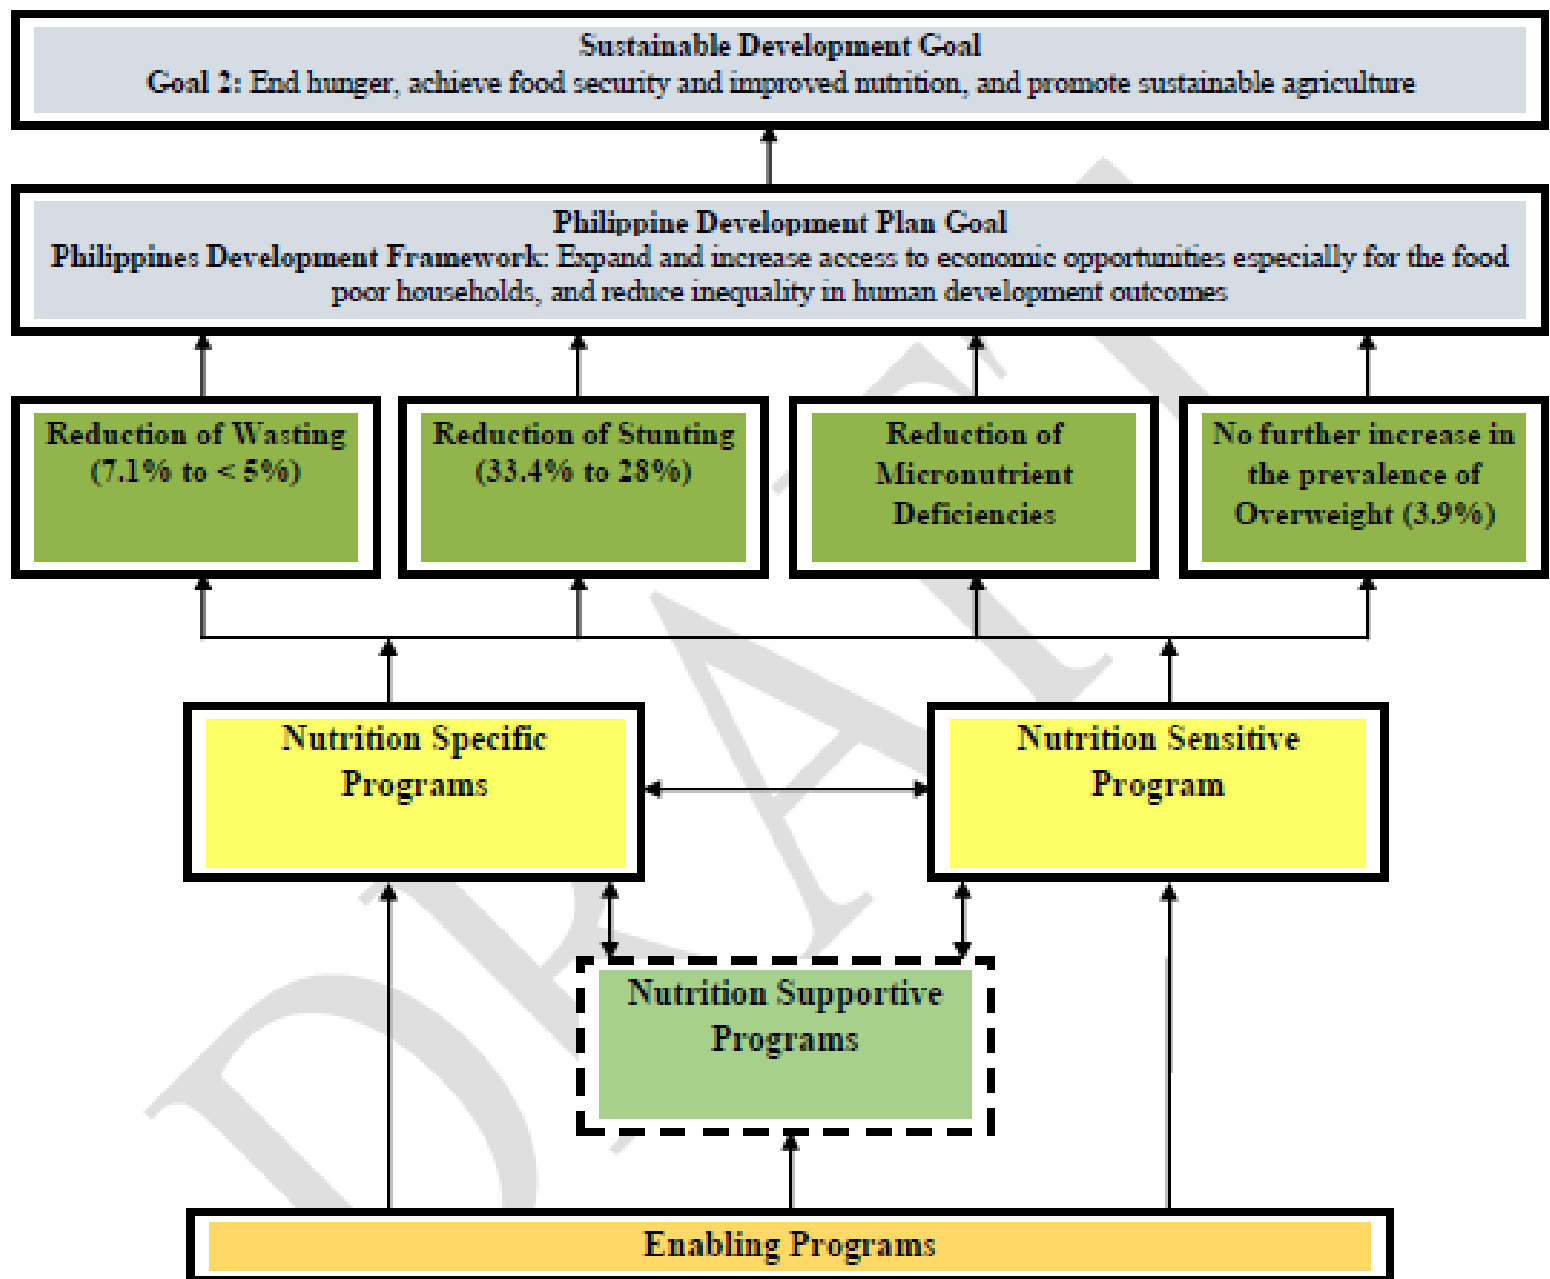 Sustainable Development Goal
Goal 2: End hunger, achieve food security and improved nutrition, and promote sustainable agriculture
Philippine Development Plan Goal
Philippines Development Framework: Expand and increase access to economic opportunities especially for the food
poor households, and reduce inequality in human development outcomes
Reduction of Wasting
(7.1% to < 5%)
Reduction of Stunting
(33.4% to 28%)
Reduction of
Micronutrient
Deficiencies
No further increase in
the prevalence of
Overweight (3.9%)
Nutrition Specific
Programs
Nutrition Sensitive
Program
Nutrition Supportive
Programs
Enabling Programs
DRAFT